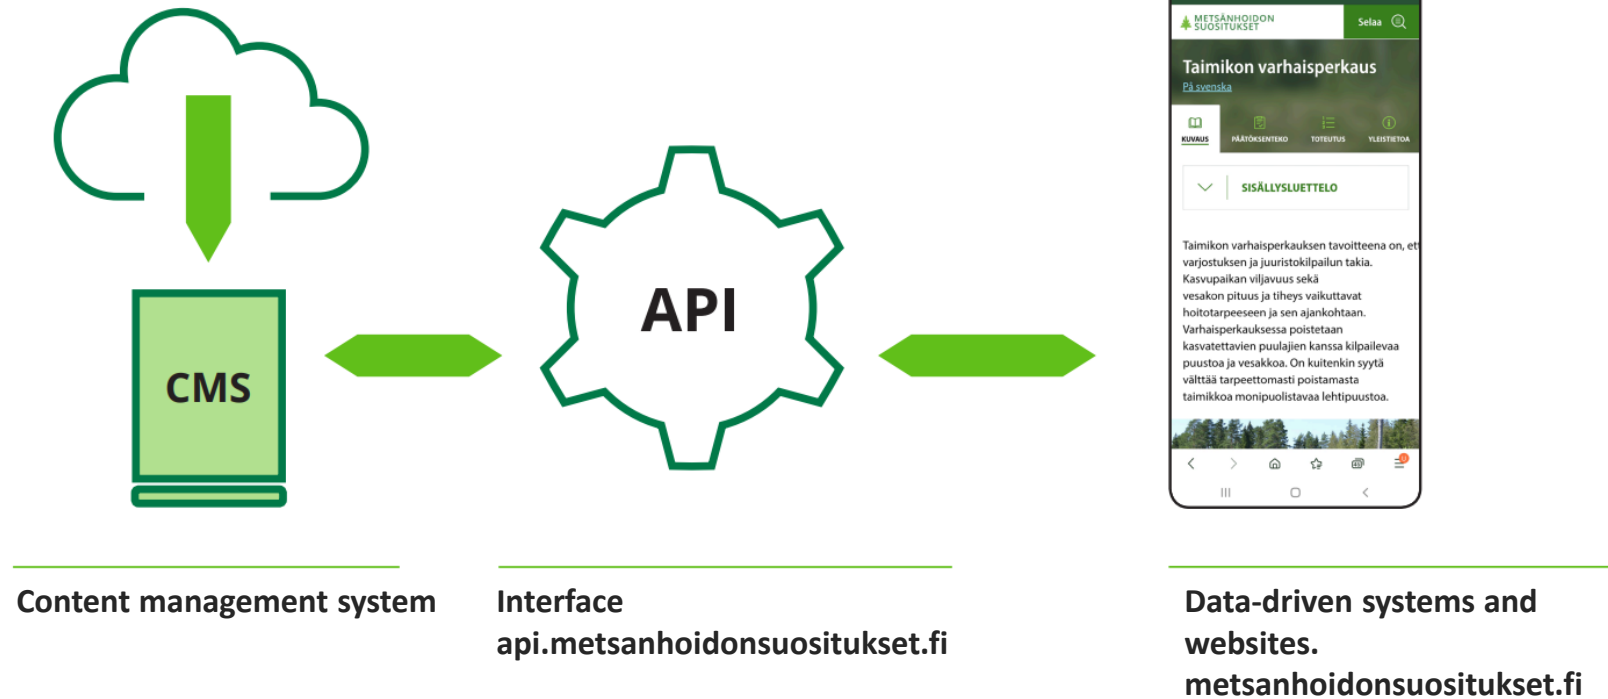 CMS
API
METSÄNHOIDON
SUOSITUKSET
Selaa
Taimikon varhaisperkaus
På svenska
KUVAUS
PÄÄTÖKSENTEKO
TOTEUTUS
YLEISTIETOA
SISÄLLYSLUETTELO
Taimikon varhaisperkauksen tavoitteena on, ett
varjostuksen ja juuristokilpailun takia.
Kasvupaikan viljavuus sekä
vesakon pituus ja tiheys vaikuttavat
hoitotarpeeseen ja sen ajankohtaan.
Varhaisperkauksessa poistetaan
kasvatettavien puulajien kanssa kilpailevaa
puustoa ja vesakkoa. On kuitenkin syytä
välttää tarpeettomasti poistamasta
taimikkoa monipuolistavaa lehtipuustoa.
Content management system
Interface
api.metsanhoidonsuositukset.fi
Data-driven systems and
websites.
metsanhoidonsuositukset.fi